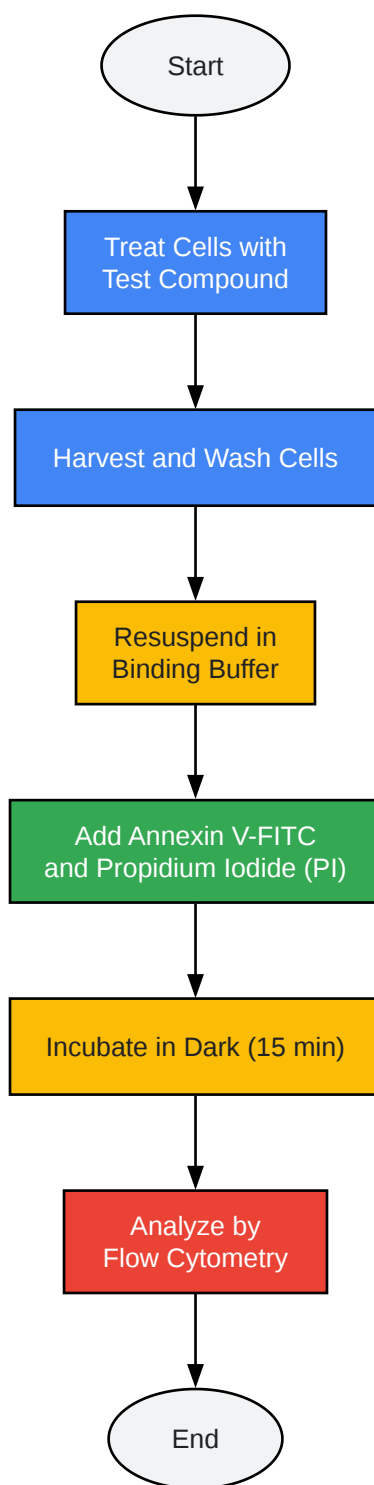 Start
Treat Cells with
Test Compound
Harvest and Wash Cells
Resuspend in
Binding Buffer
Add Annexin V-FITC
and Propidium Iodide (PI)
Incubate in Dark (15 min)
Analyze by
Flow Cytometry
End